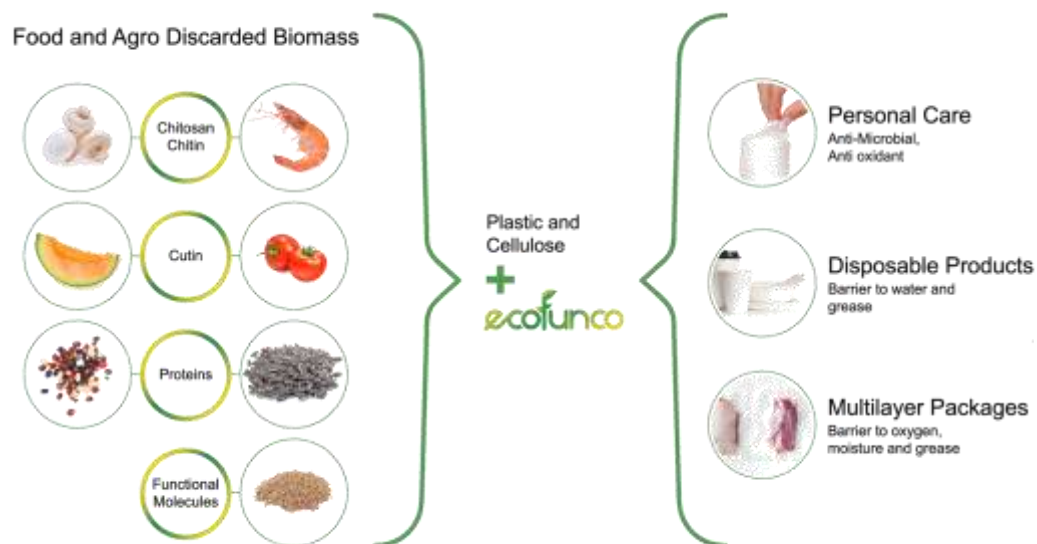 Food and Agro Discarded Biomass
Chitosan
Chitin
Cutin
Proteins
Functional
Molecules
Plastic and
Cellulose
+
ecofunco
Personal Care
Anti-Microbial,
Anti oxidant
Disposable Products
Barrier to water and
grease
Multilayer Packages
Barrier to oxygen,
moisture and grease